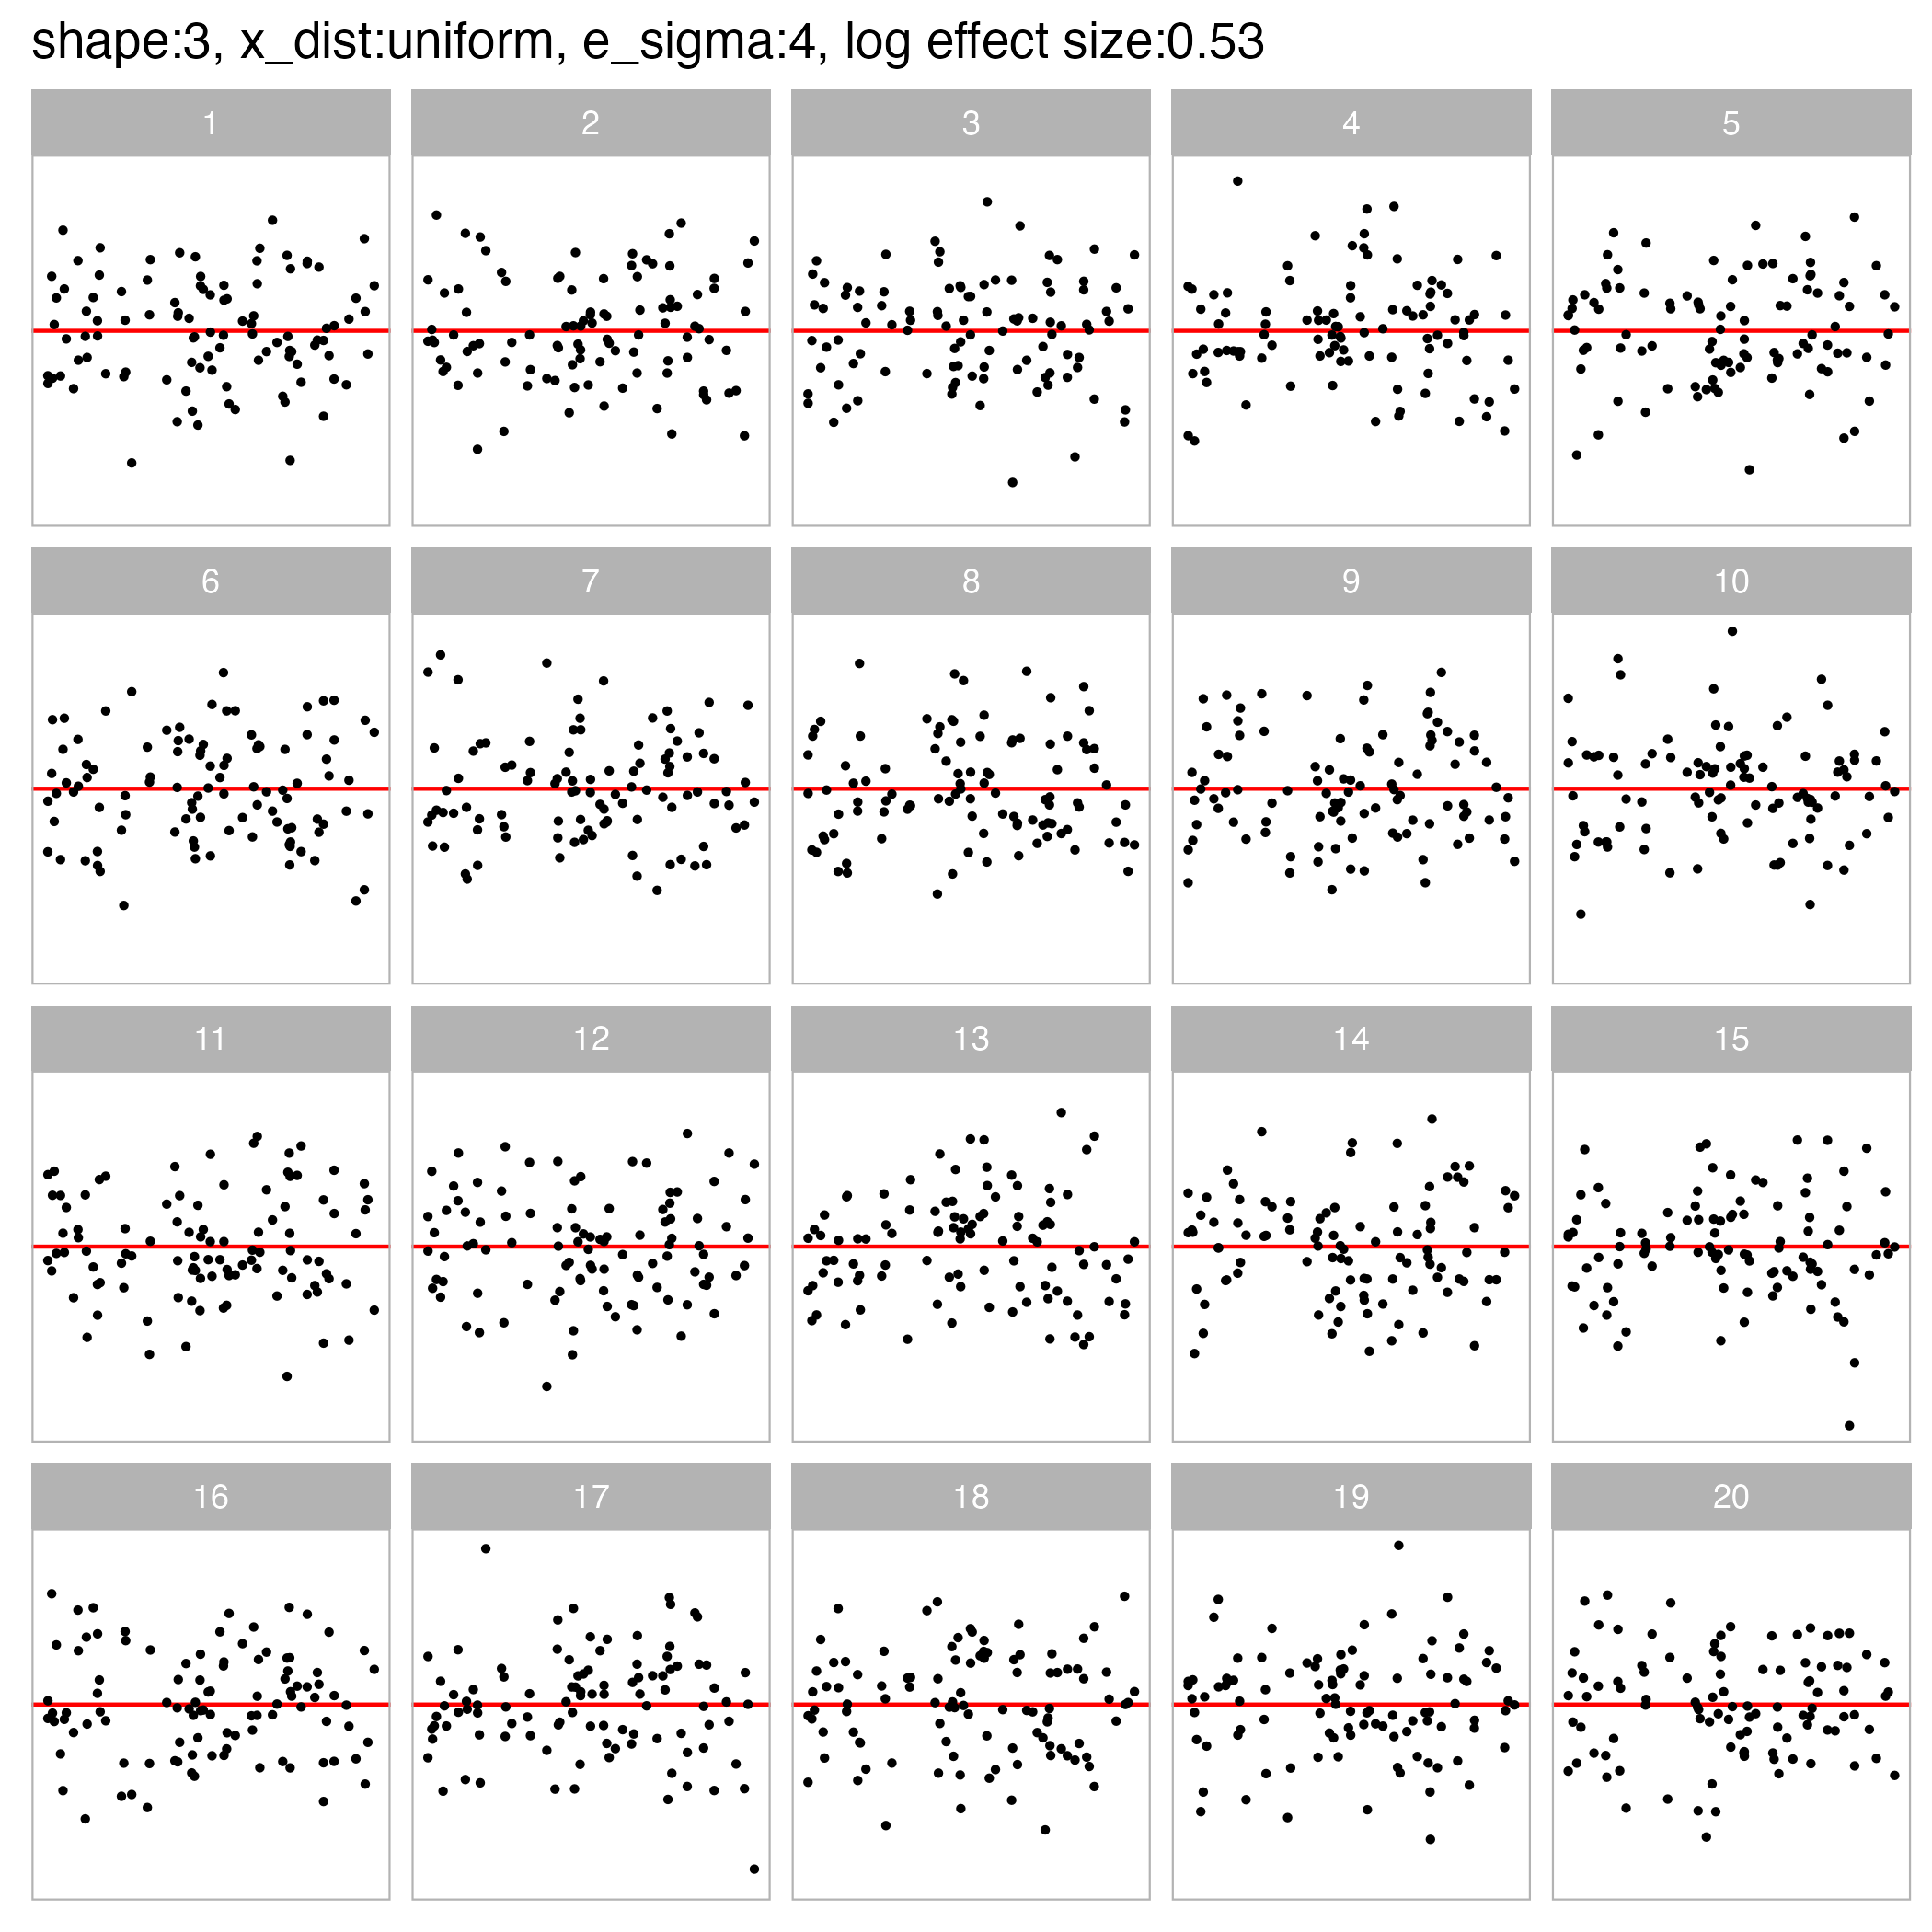 shape:3, x_dist:uniform, e_sigma:4, log effect size:0.53
1 2 3 4 5
6 7 8 9 10
11 12 13 14 15
16 17 18 19 20